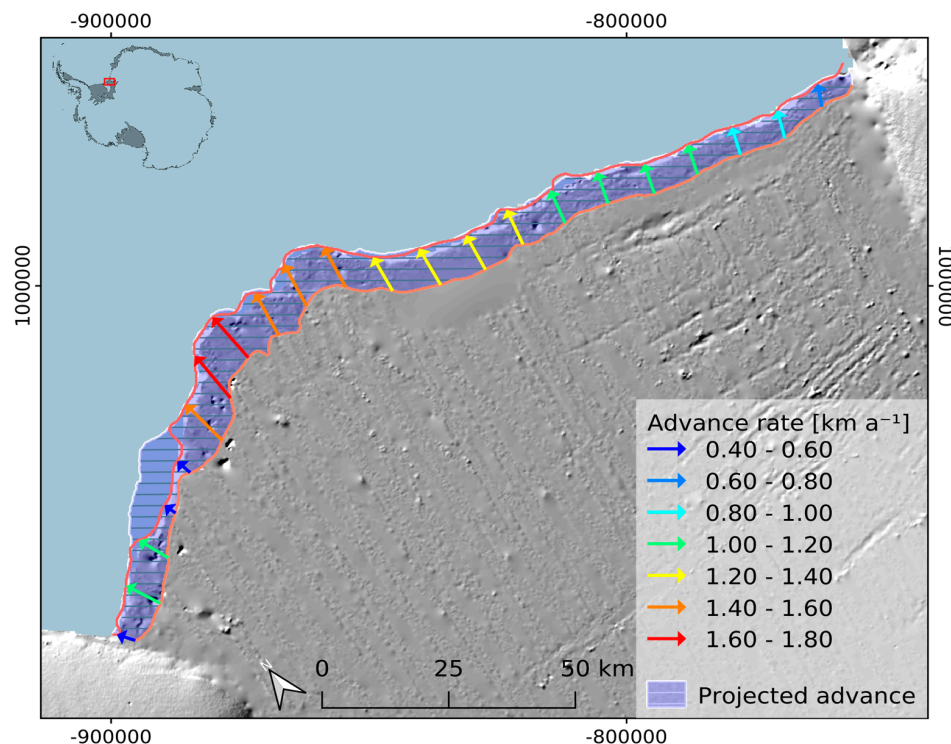 -900000
-800000
1000000
1000000
Advance rate [km a⁻¹]
0.40 - 0.60
0.60 - 0.80
0.80 - 1.00
1.00 - 1.20
1.20 - 1.40
1.40 - 1.60
1.60 - 1.80
Projected advance
N
0
25
50 km
-900000
-800000